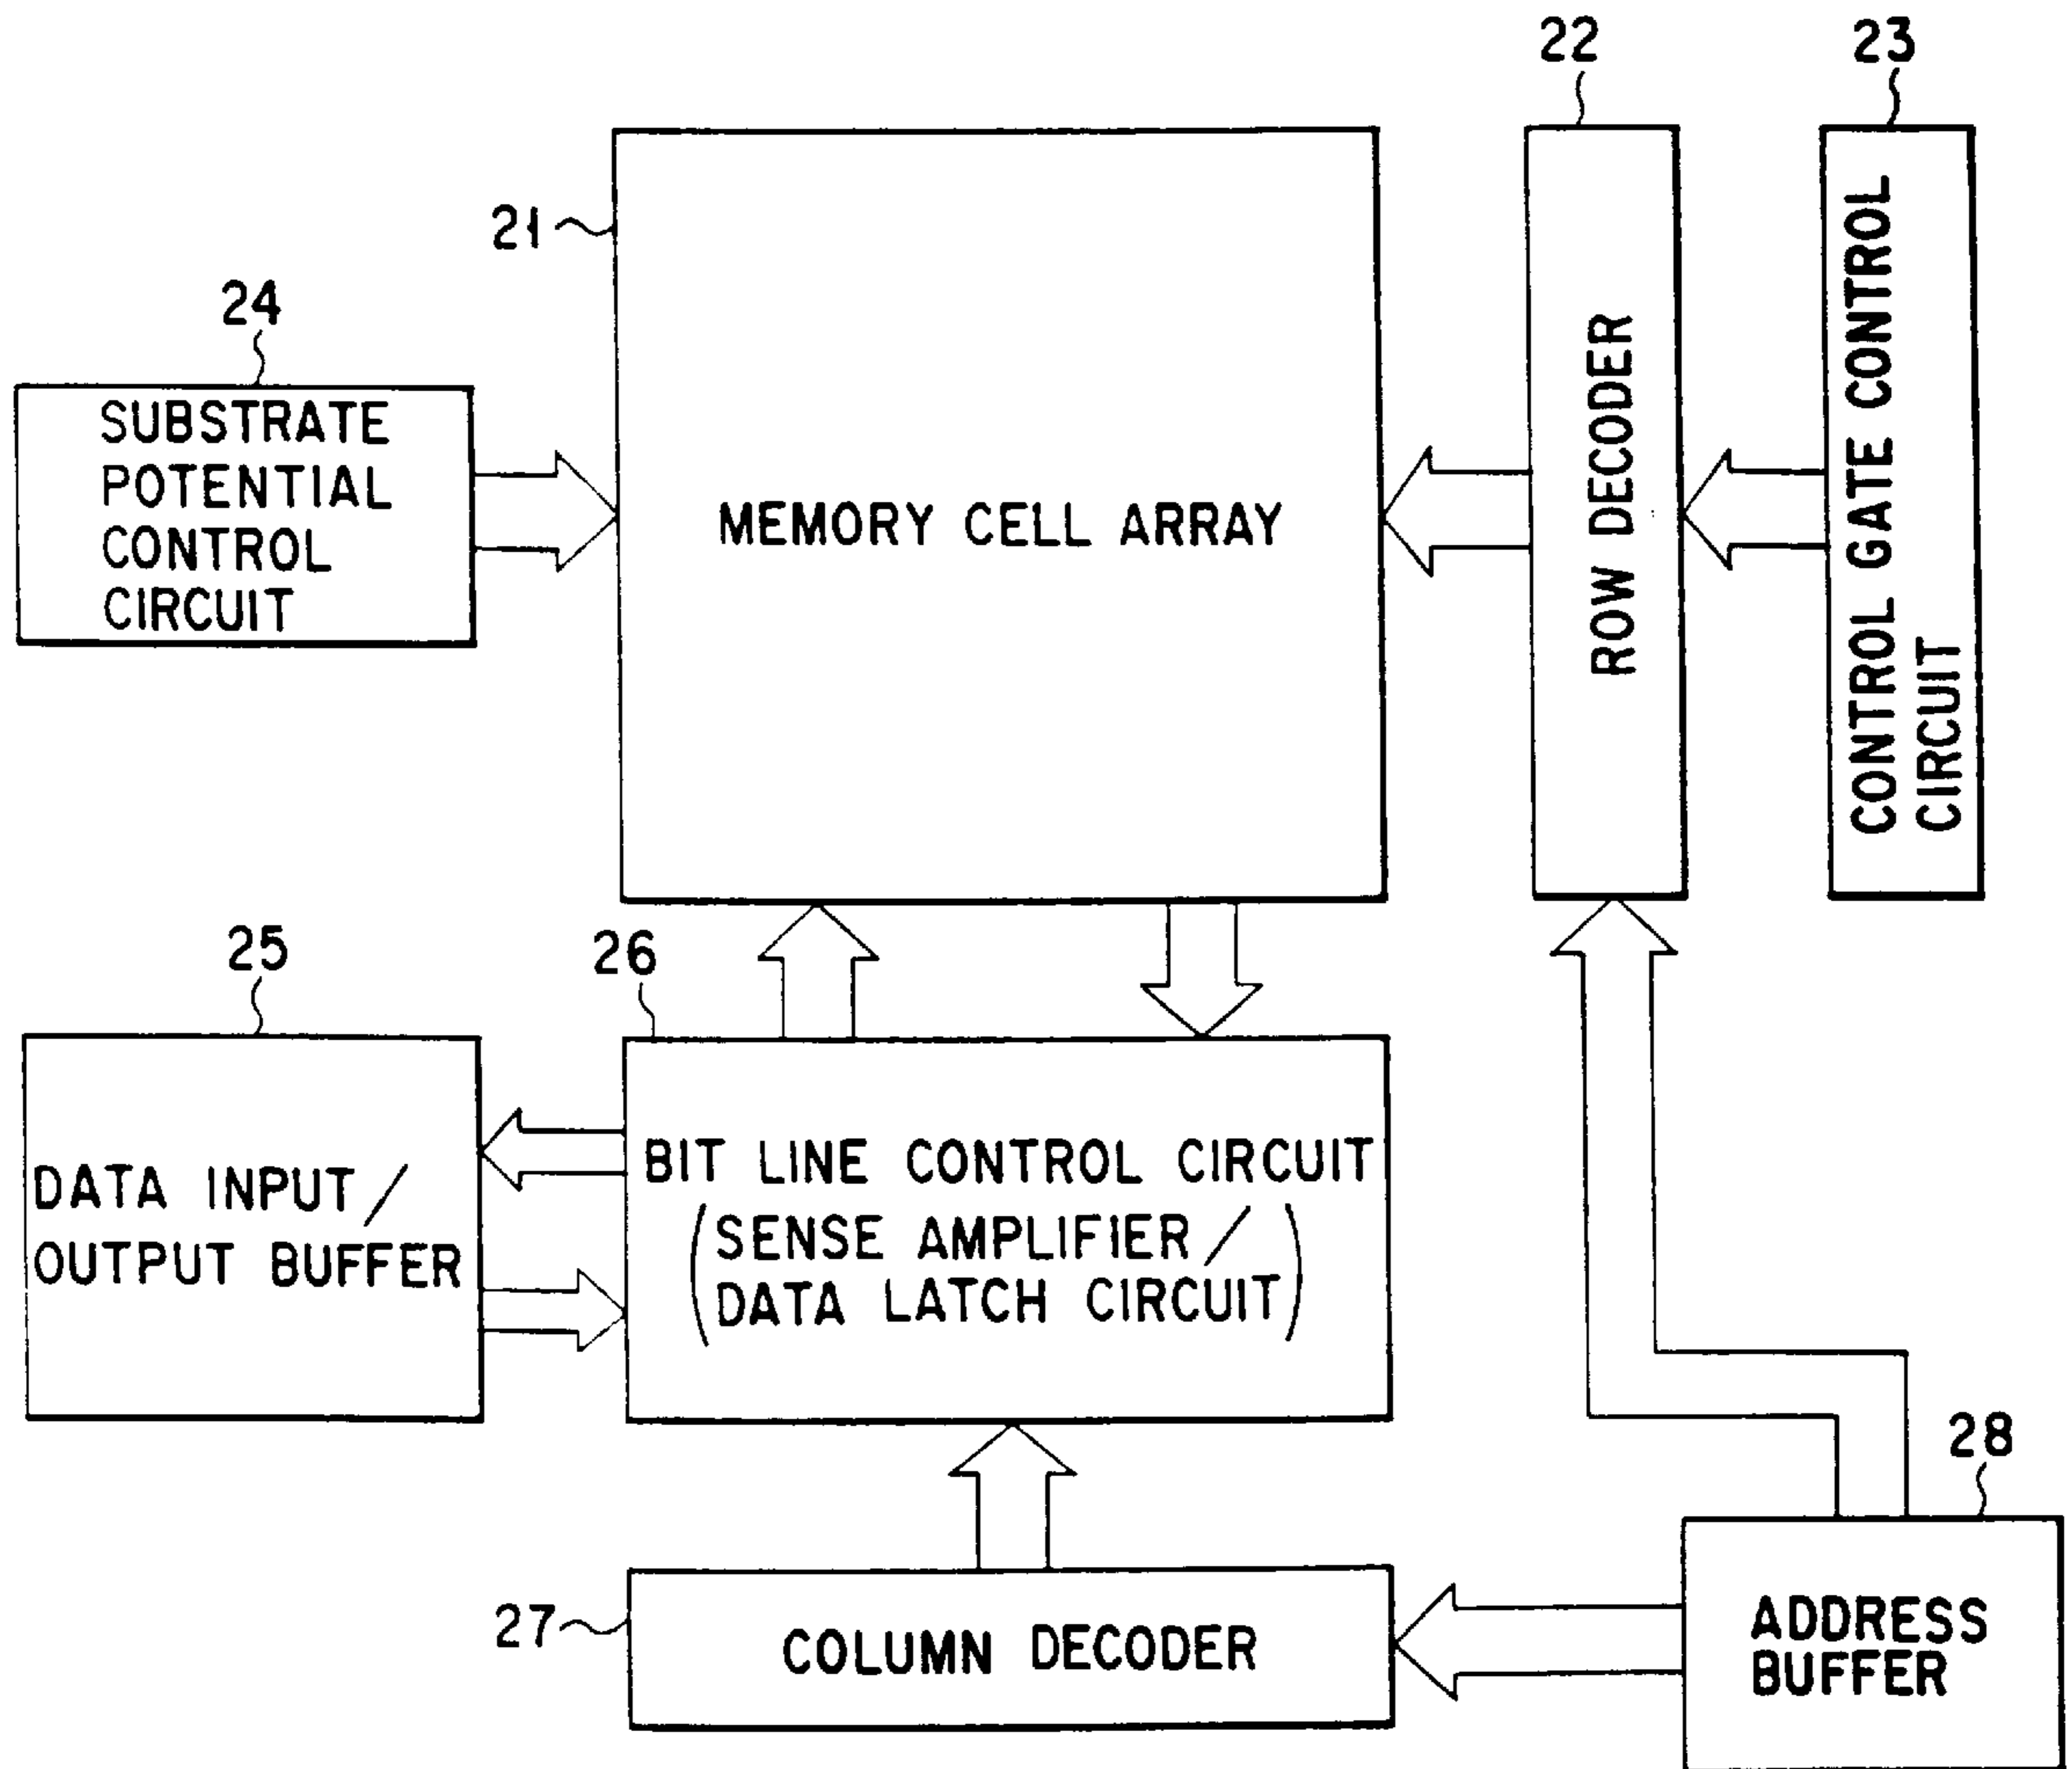 22
23
21
24
SUBSTRATE
POTENTIAL
CONTROL
CIRCUIT
MEMORY CELL ARRAY
ROW DECODER
CONTROL GATE CONTROL
CIRCUIT
25
26
DATA INPUT/
OUTPUT BUFFER
BIT LINE CONTROL CIRCUIT
(SENSE AMPLIFIER/
DATA LATCH CIRCUIT)
28
27
COLUMN DECODER
ADDRESS
BUFFER